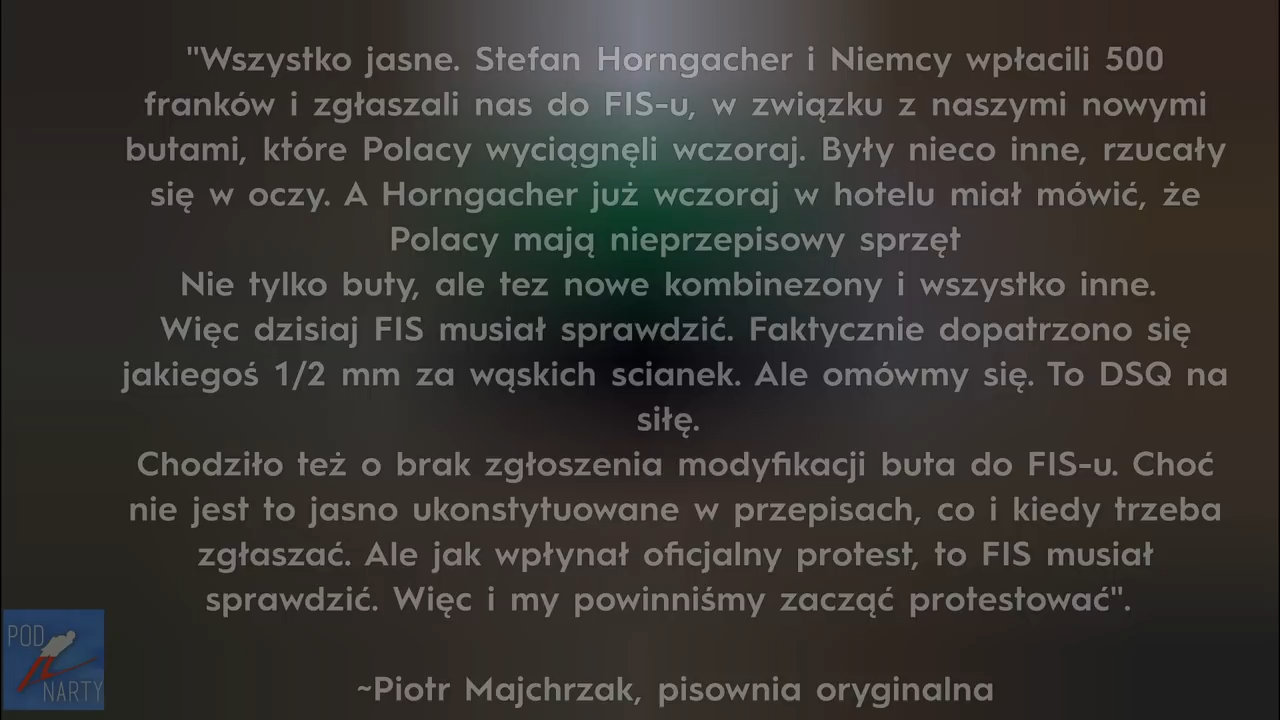 "Wszystko jasne. Stefan Horngacher i Niemcy wpłacili 500
franków i zgłaszali nas do FIS-u, w związku z naszymi nowymi
butami, które Polacy wyciągnęli wczoraj. Były nieco inne, rzucały
się w oczy. A Horngacher już wczoraj w hotelu miał mówić, że
Polacy mają nieprzepisowy sprzęt
Nie tylko buty, ale tez nowe kombinezony i wszystko inne.
Więc dzisiaj FIS musiał sprawdzić. Faktycznie dopatrzono się
jakiegoś 1/2 mm za wąskich scianek. Ale omówmy się. To DSQ na
siłę.
Chodziło też o brak zgłoszenia modyfikacji buta do FIS-u. Choć
nie jest to jasno ukonstytuowane w przepisach, co i kiedy trzeba
zgłaszać. Ale jak wpłynał oficjalny protest, to FIS musiał
sprawdzić. Więc i my powinniśmy zacząć protestować".
~Piotr Majchrzak, pisownia oryginalna
POD
NARTY